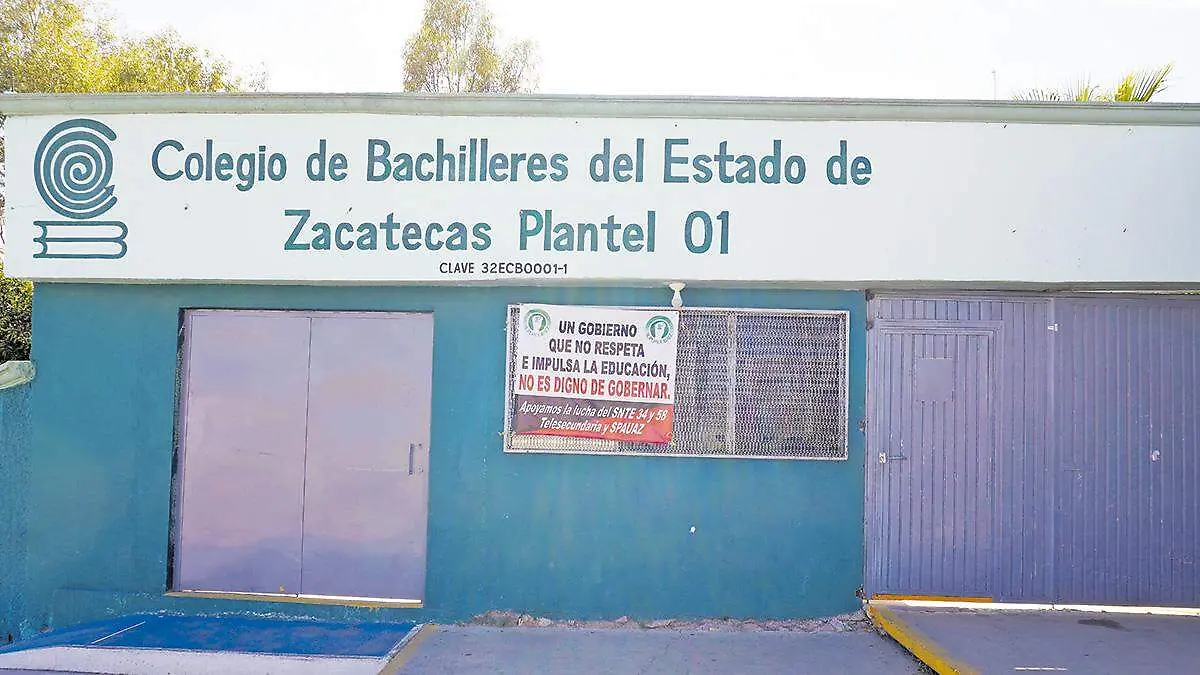 Colegio de Bachilleres del Estado de
Zacatecas Plantel 01
CLAVE 32ECB0001-1
UN GOBIERNO
QUE NO RESPETA
E IMPULSA LA EDUCACIÓN,
NO ES DIGNO DE GOBERNAR.
Apoyamos la lucha del SNTE 34 y 58
Telesecundaria y SPAUAZ